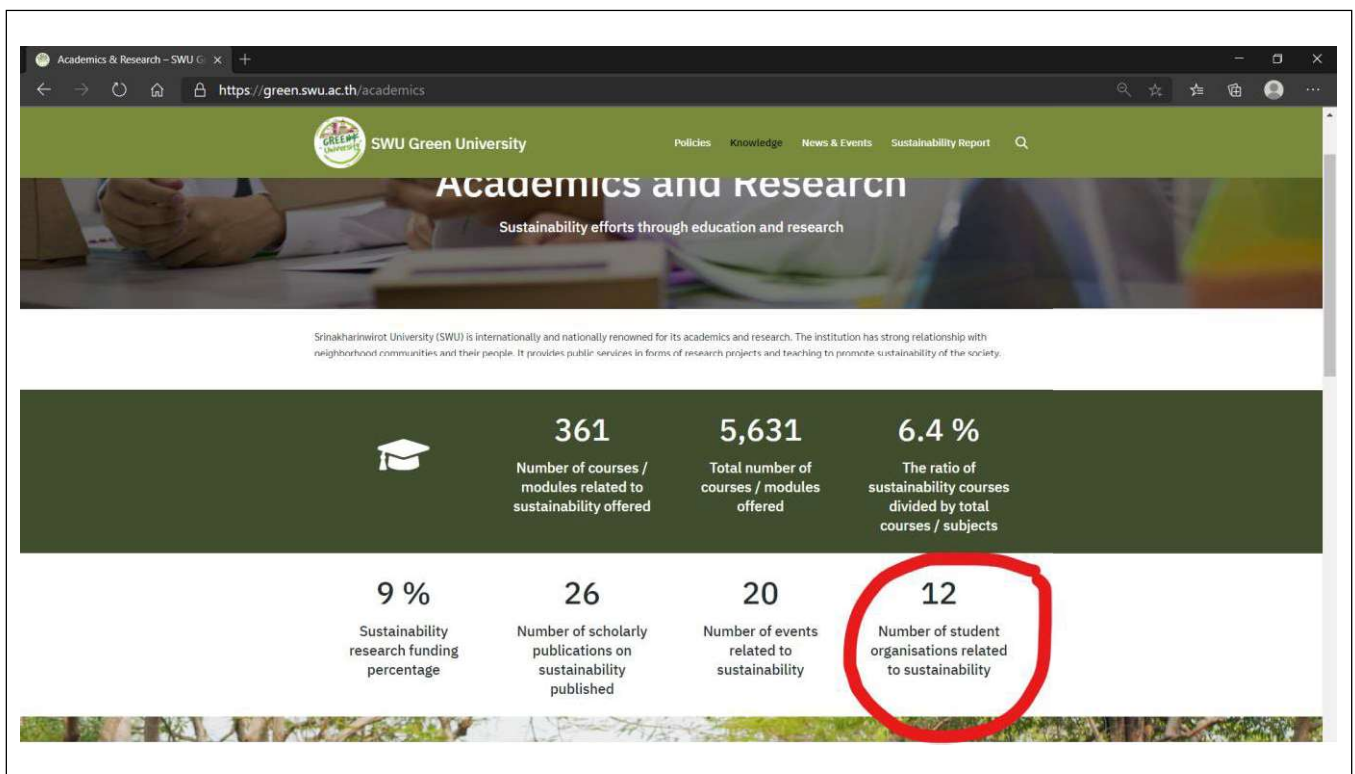 Academics & Research – SWU G
https://green.swu.ac.th/academics
GREEN University
SWU Green University
Policies Knowledge News & Events Sustainability Report
Academics and Research
Sustainability efforts through education and research
Srinakharinwirot University (SWU) is internationally and nationally renowned for its academics and research. The institution has strong relationship with
neighborhood communities and their people. It provides public services in forms of research projects and teaching to promote sustainability of the society.
361
Number of courses /
modules related to
sustainability offered
5,631
Total number of
courses / modules
offered
6.4 %
The ratio of
sustainability courses
divided by total
courses / subjects
9 %
Sustainability
research funding
percentage
26
Number of scholarly
publications on
sustainability
published
20
Number of events
related to
sustainability
12
Number of student
organisations related
to sustainability